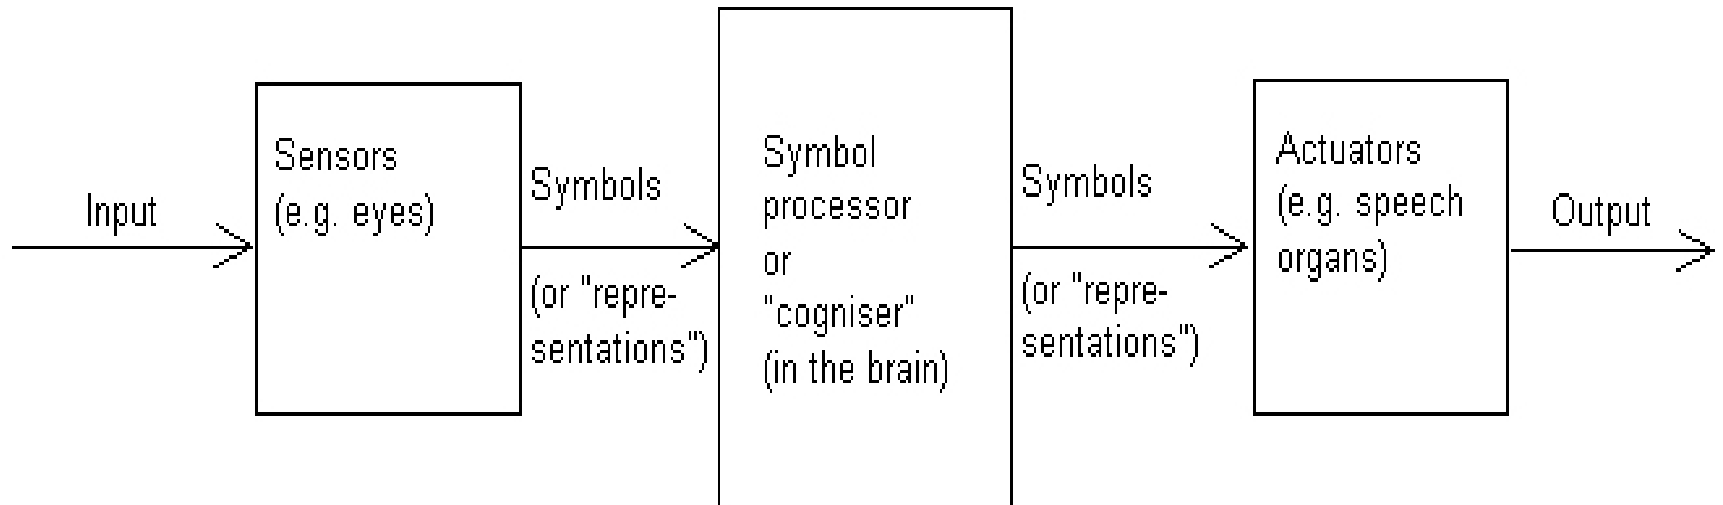 Input
Sensors
(e.g. eyes)
Symbols
(or "repre-
sentations")
Symbol
processor
or
"cogniser"
(in the brain)
Symbols
(or "repre-
sentations")
Actuators
(e.g. speech
organs)
Output